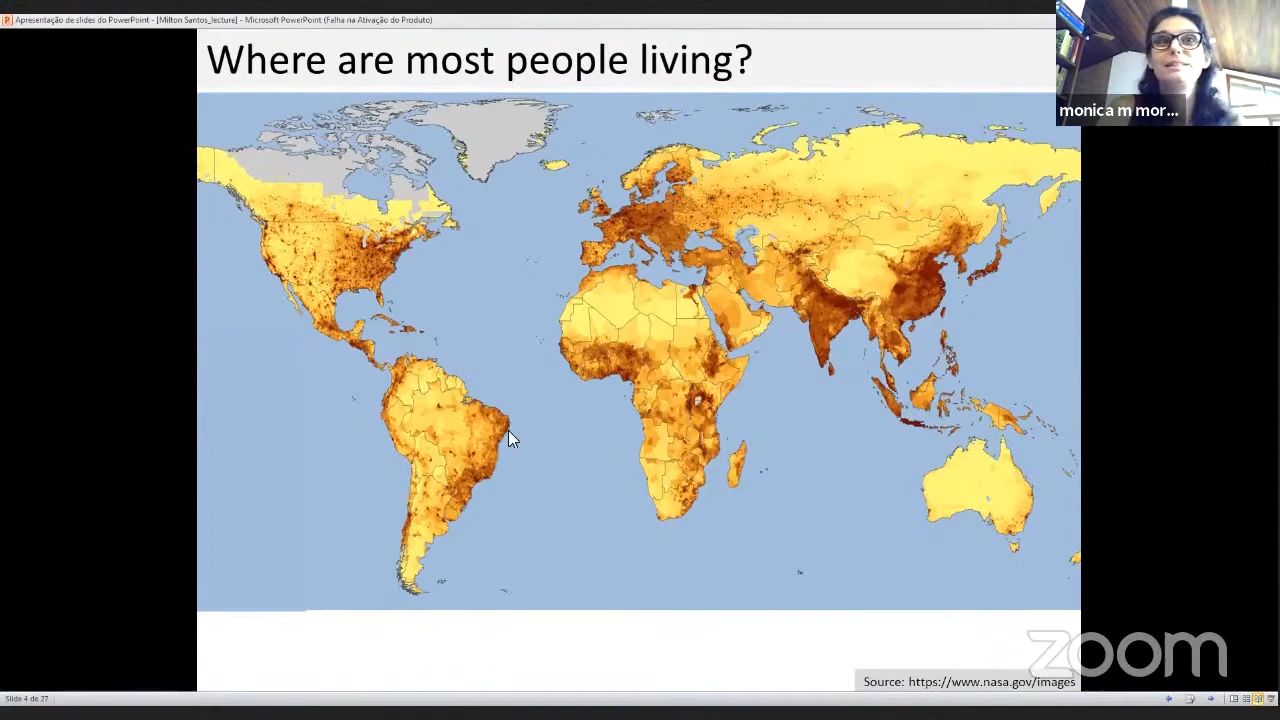 Apresentação de slides do PowerPoint - [Milton Santos_lecture] - Microsoft PowerPoint (Falha na Ativação do Produto)
Where are most people living?
monica m mor...
zoom
Source: https://www.nasa.gov/images
Slide 4 de 27